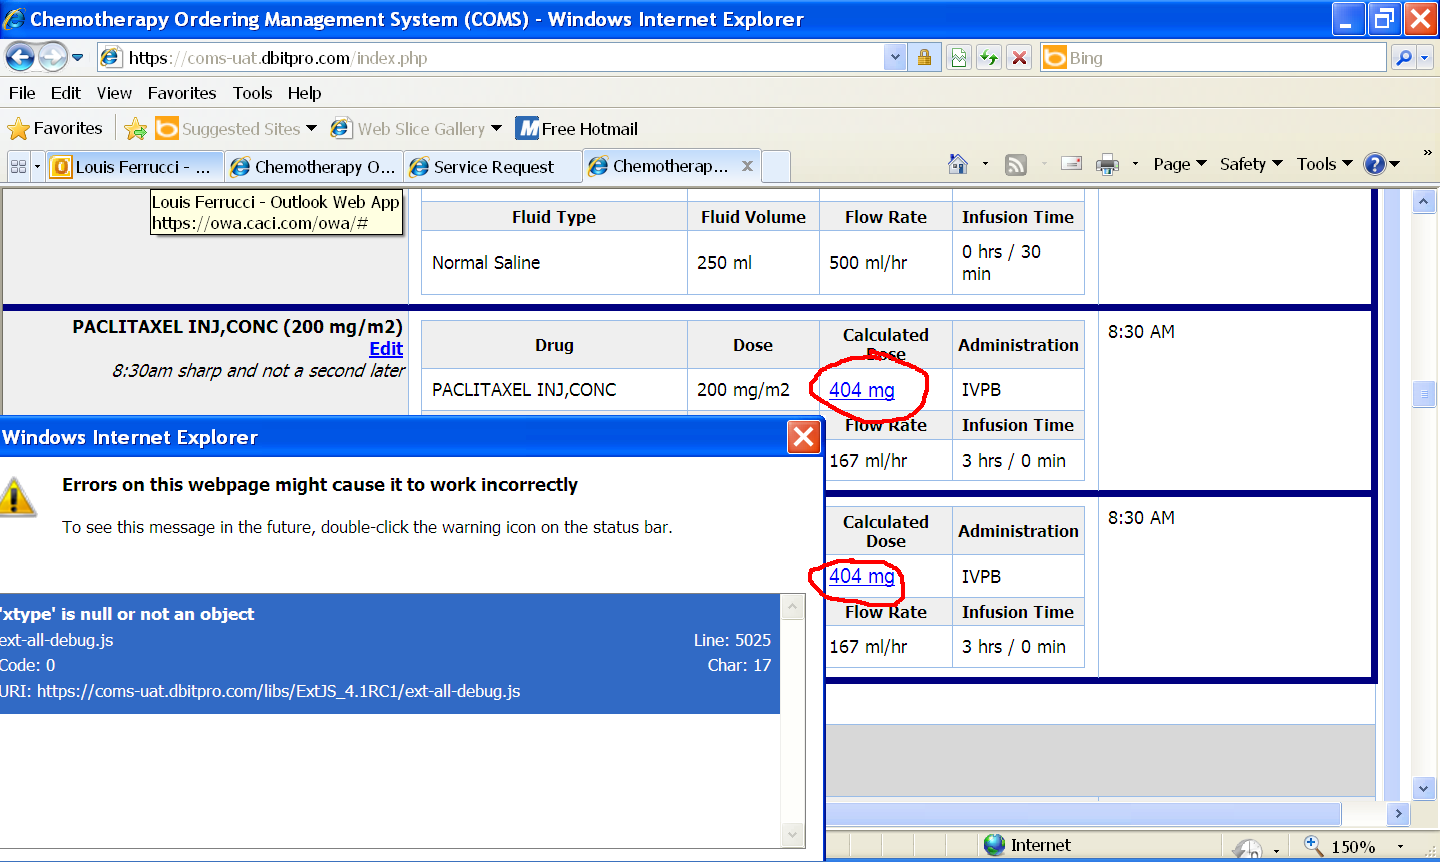 Chemotherapy Ordering Management System (COMS) - Windows Internet Explorer
https://coms-uat.dbitpro.com/index.php
Bing
File Edit View Favorites Tools Help
Favorites Suggested Sites Web Slice Gallery Free Hotmail
Louis Ferrucci - ... Chemotherapy O... Service Request Chemotherap... Page Safety Tools »
Louis Ferrucci - Outlook Web App
https://owa.caci.com/owa/#
Fluid Type Fluid Volume Flow Rate Infusion Time
Normal Saline 250 ml 500 ml/hr 0 hrs / 30
min
PACLITAXEL INJ,CONC (200 mg/m2)
Edit
8:30am sharp and not a second later
Drug Dose Calculated
Dose Administration
8:30 AM
PACLITAXEL INJ,CONC 200 mg/m2 404 mg IVPB
Flow Rate Infusion Time
167 ml/hr 3 hrs / 0 min
Calculated
Dose Administration
8:30 AM
404 mg IVPB
Flow Rate Infusion Time
167 ml/hr 3 hrs / 0 min
Windows Internet Explorer
Errors on this webpage might cause it to work incorrectly
To see this message in the future, double-click the warning icon on the status bar.
'xtype' is null or not an object
ext-all-debug.js Line: 5025
Code: 0 Char: 17
URI: https://coms-uat.dbitpro.com/libs/ExtJS_4.1RC1/ext-all-debug.js
Internet 150%